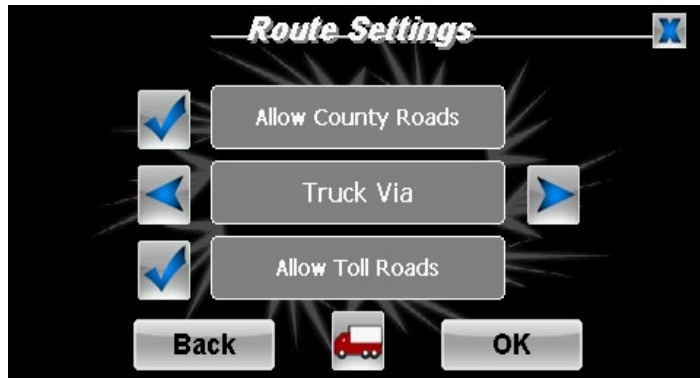 Route Settings
X
Allow County Roads
Truck Via
Allow Toll Roads
Back
OK